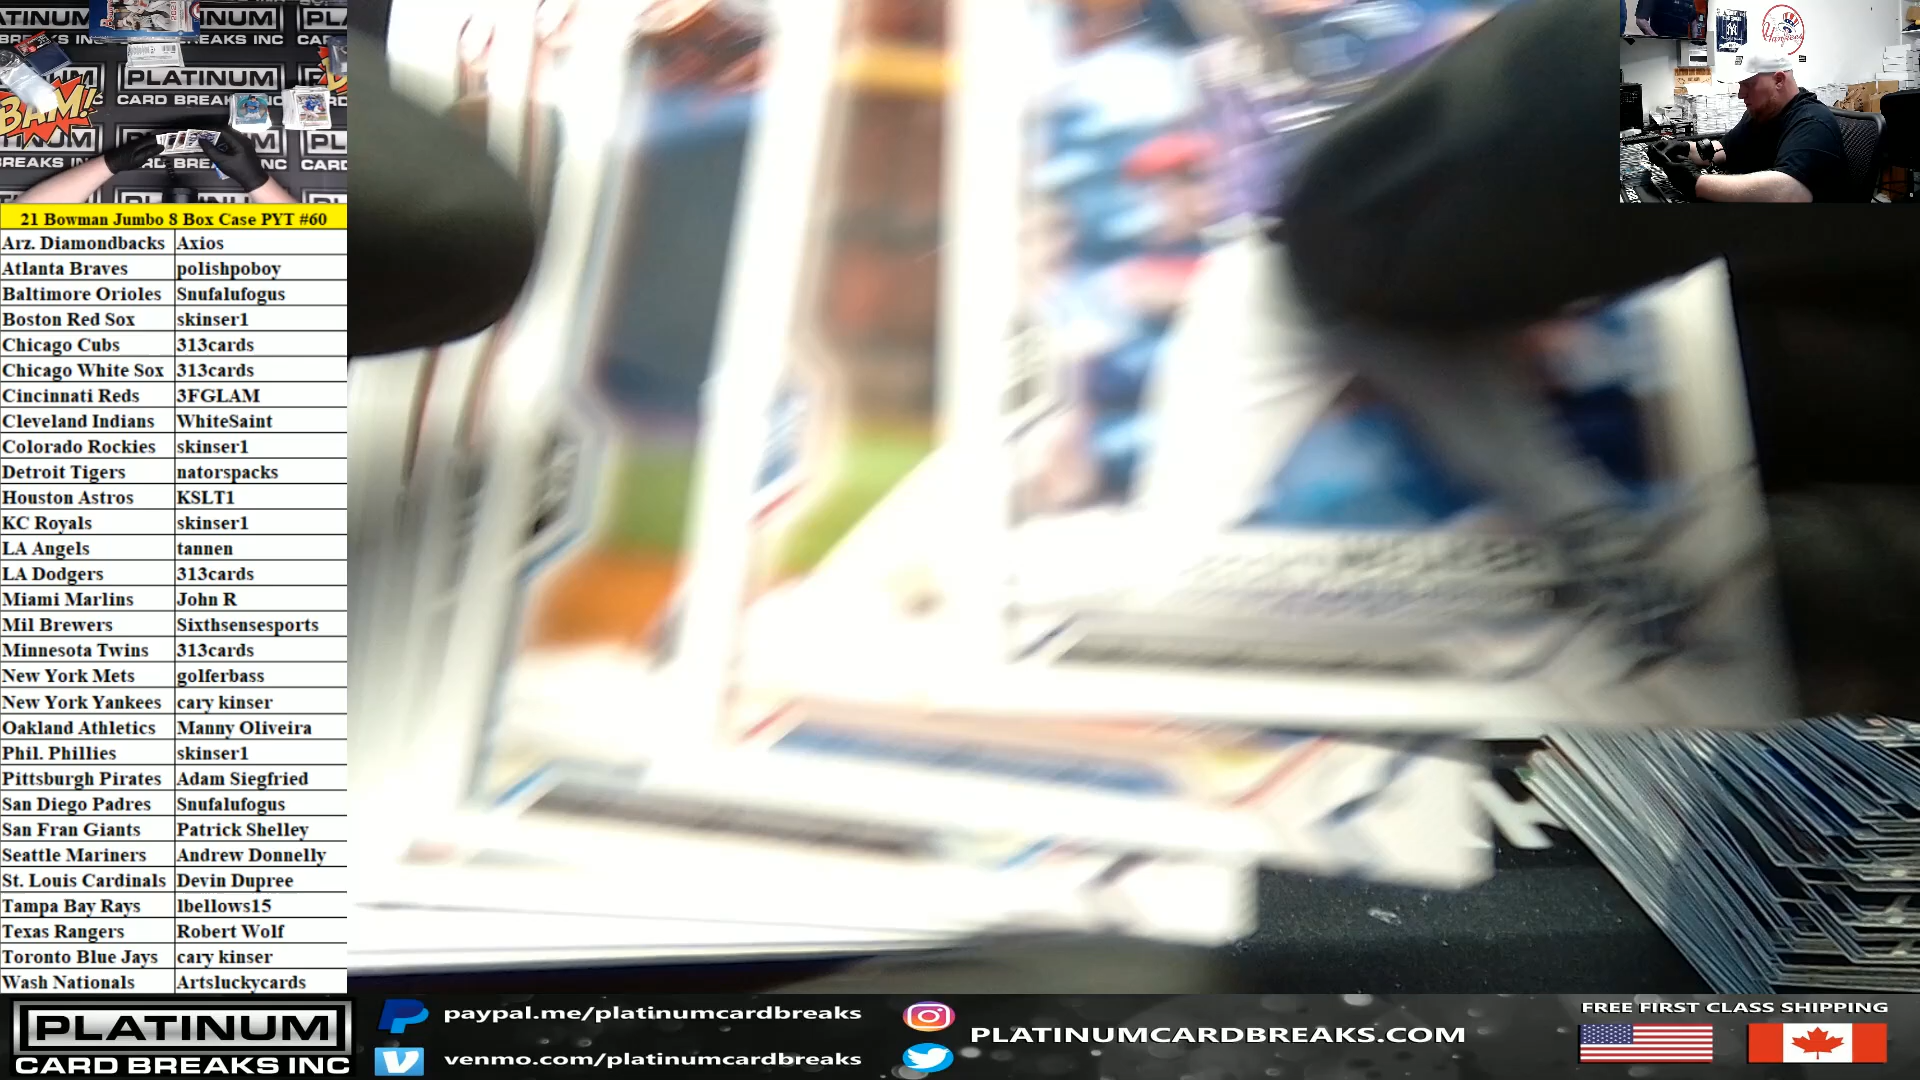 PLATINUM
CARD BREAKS INC
BAM!
Yankees
21 Bowman Jumbo 8 Box Case PYT #60
Arz. Diamondbacks Axios
Atlanta Braves polishpoboy
Baltimore Orioles Snufalufogus
Boston Red Sox skinser1
Chicago Cubs 313cards
Chicago White Sox 313cards
Cincinnati Reds 3FGLAM
Cleveland Indians WhiteSaint
Colorado Rockies skinser1
Detroit Tigers natorspacks
Houston Astros KSLT1
KC Royals skinser1
LA Angels tannen
LA Dodgers 313cards
Miami Marlins John R
Mil Brewers Sixthsensesports
Minnesota Twins 313cards
New York Mets golferbass
New York Yankees cary kinser
Oakland Athletics Manny Oliveira
Phil. Phillies skinser1
Pittsburgh Pirates Adam Siegfried
San Diego Padres Snufalufogus
San Fran Giants Patrick Shelley
Seattle Mariners Andrew Donnelly
St. Louis Cardinals Devin Dupree
Tampa Bay Rays lbellows15
Texas Rangers Robert Wolf
Toronto Blue Jays cary kinser
Wash Nationals Artsluckycards
PLATINUM
CARD BREAKS INC
paypal.me/platinumcardbreaks
venmo.com/platinumcardbreaks
PLATINUMCARDBREAKS.COM
FREE FIRST CLASS SHIPPING